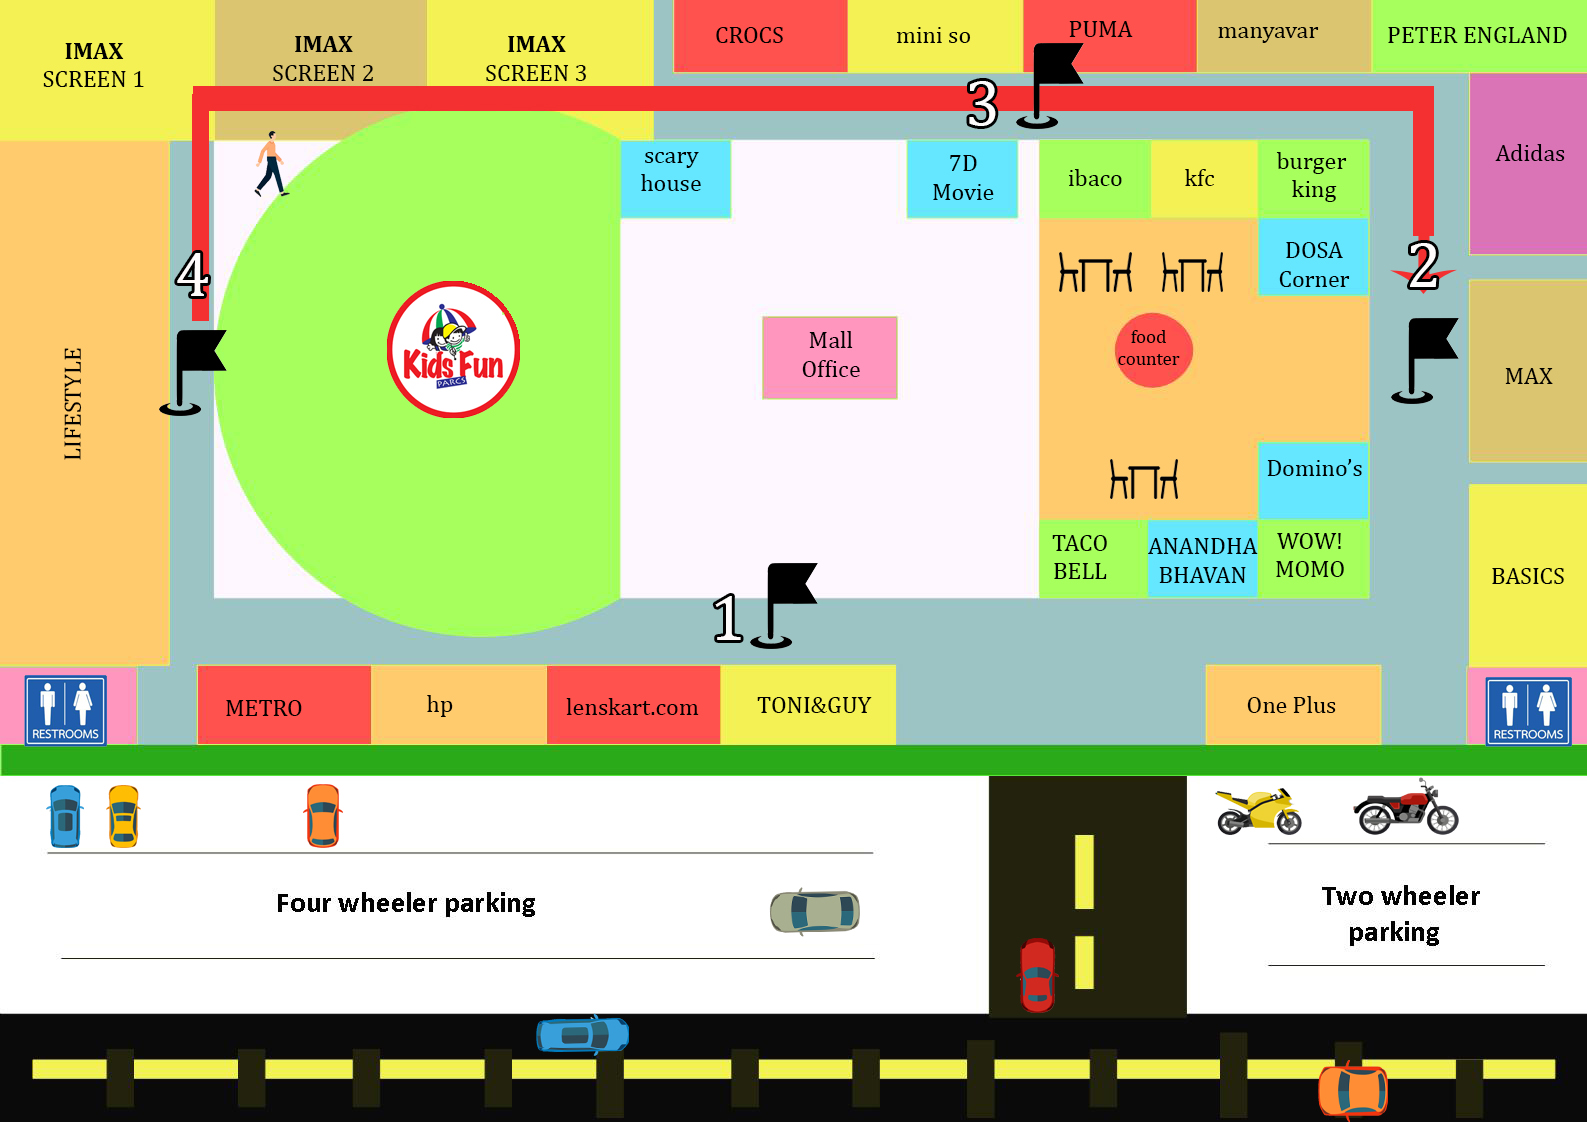 IMAX
SCREEN 1
IMAX
SCREEN 2
IMAX
SCREEN 3
CROCS
mini so
PUMA
manyavar
PETER ENGLAND
3
scary
house
7D
Movie
ibaco
kfc
burger
king
Adidas
4
2
DOSA
Corner
Kids Fun
PARCS
Mall
Office
food
counter
LIFESTYLE
MAX
Domino's
TACO
BELL
ANANDHA
BHAVAN
WOW!
MOMO
BASICS
1
RESTROOMS
METRO
hp
lenskart.com
TONI&GUY
One Plus
RESTROOMS
Four wheeler parking
Two wheeler
parking